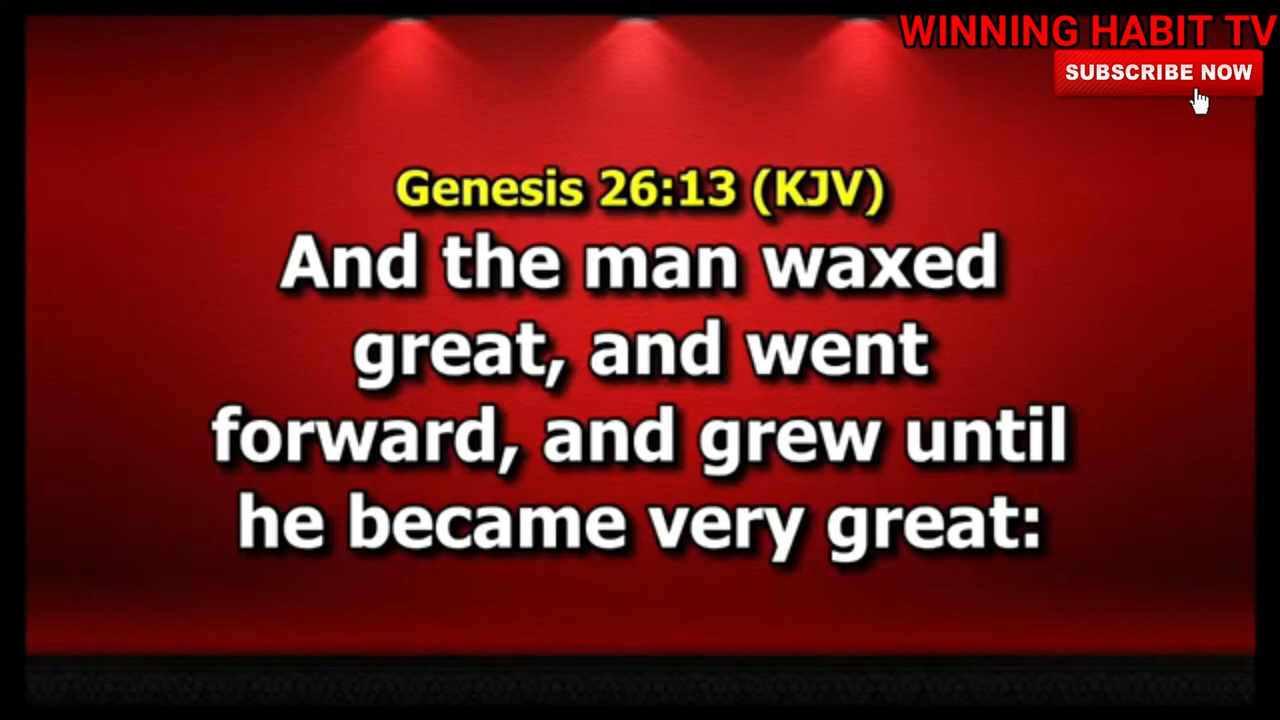 WINNING HABIT TV
SUBSCRIBE NOW
Genesis 26:13 (KJV)
And the man waxed
great, and went
forward, and grew until
he became very great: